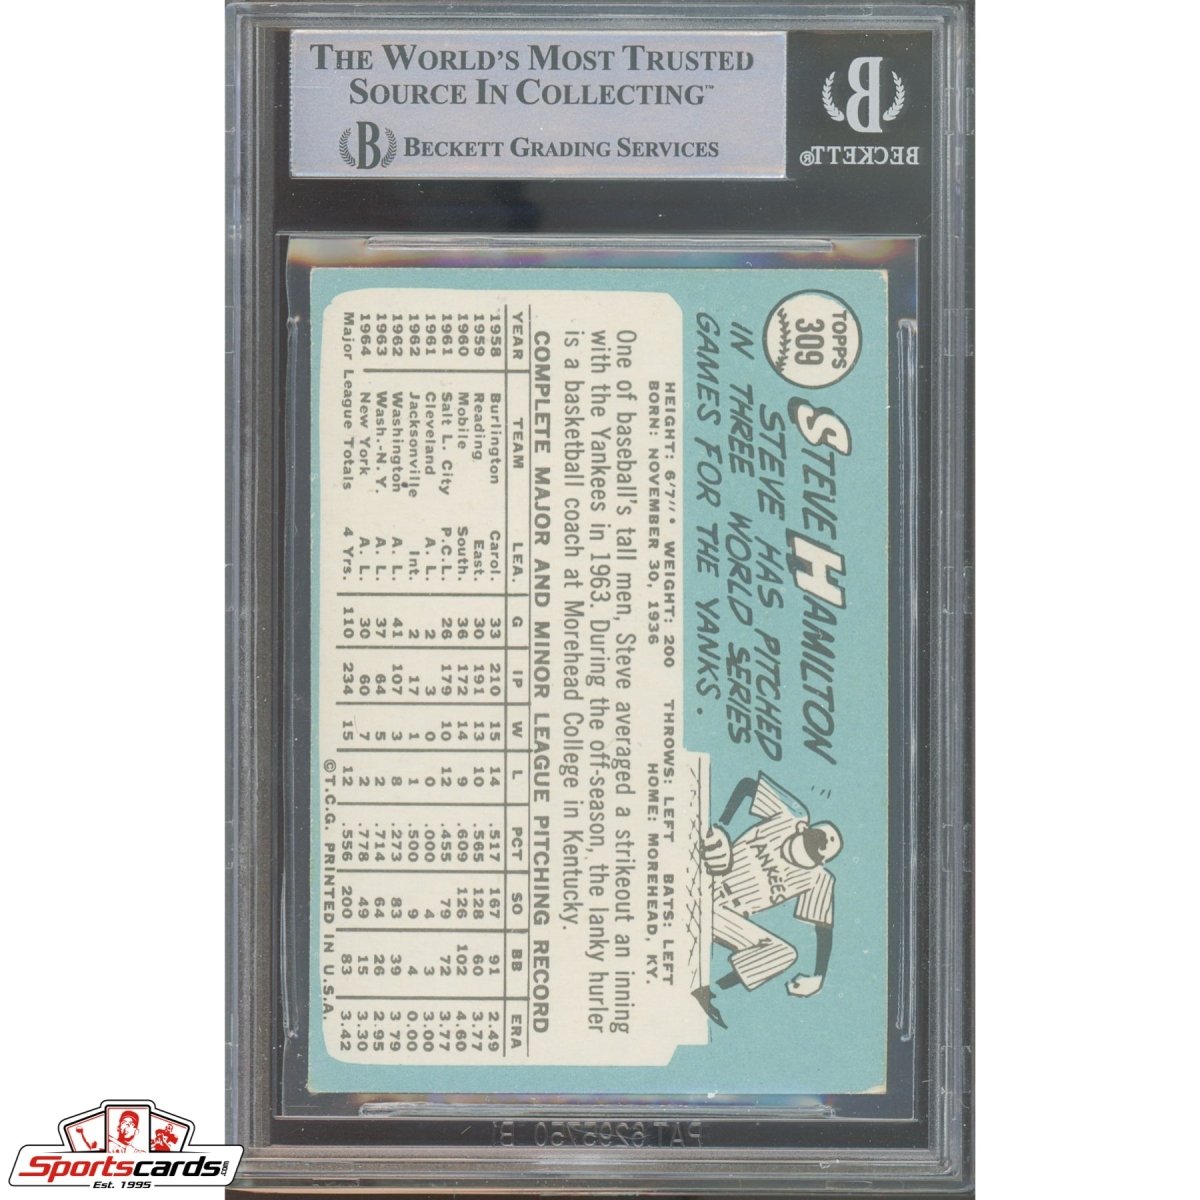 THE WORLD'S MOST TRUSTED
SOURCE IN COLLECTING™
B BECKETT GRADING SERVICES
B
BECKETT®
TOPPS
309
STEVE HAMILTON
STEVE HAS PITCHED
IN THREE WORLD SERIES
GAMES FOR THE YANKS.
YANKEES
HEIGHT: 6'7" • WEIGHT: 200 THROWS: LEFT BATS: LEFT
BORN: NOVEMBER 30, 1936 HOME: MOREHEAD, KY.
One of baseball's tall men, Steve averaged a strikeout an inning
with the Yankees in 1963. During the off-season, the lanky hurler
is a basketball coach at Morehead College in Kentucky.
COMPLETE MAJOR AND MINOR LEAGUE PITCHING RECORD
YEAR TEAM LEA. G IP W L PCT SO BB ERA
1958 Burlington Carol. 33 210 15 14 .517 167 91 2.49
1959 Reading East. 30 191 13 10 .565 128 60 3.77
1960 Mobile South. 36 172 14 9 .609 126 102 4.60
1961 Salt L. City P.C.L. 26 179 10 12 .455 79 72 3.77
1961 Cleveland A. L. 2 3 0 0 .000 4 3 3.00
1962 Jacksonville Int. 2 17 1 1 .500 9 4 0.00
1962 Washington A. L. 41 107 3 8 .273 83 39 3.79
1963 Wash.-N.Y. A. L. 37 64 5 2 .714 64 26 2.95
1964 New York A. L. 30 60 7 2 .778 49 15 3.30
Major League Totals 4 Yrs. 110 234 15 12 .556 200 83 3.42
©T.C.G. PRINTED IN U.S.A.
PAT 6295750 B
Sportscards.com
Est. 1995